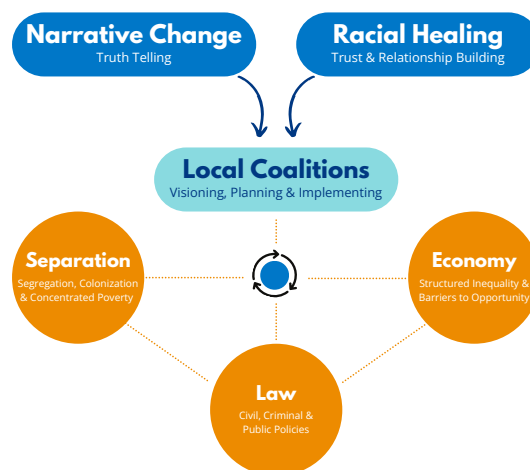 Narrative Change
Truth Telling
Racial Healing
Trust & Relationship Building
Local Coalitions
Visioning, Planning & Implementing
Separation
Segregation, Colonization
& Concentrated Poverty
Economy
Structured Inequality &
Barriers to Opportunity
Law
Civil, Criminal &
Public Policies